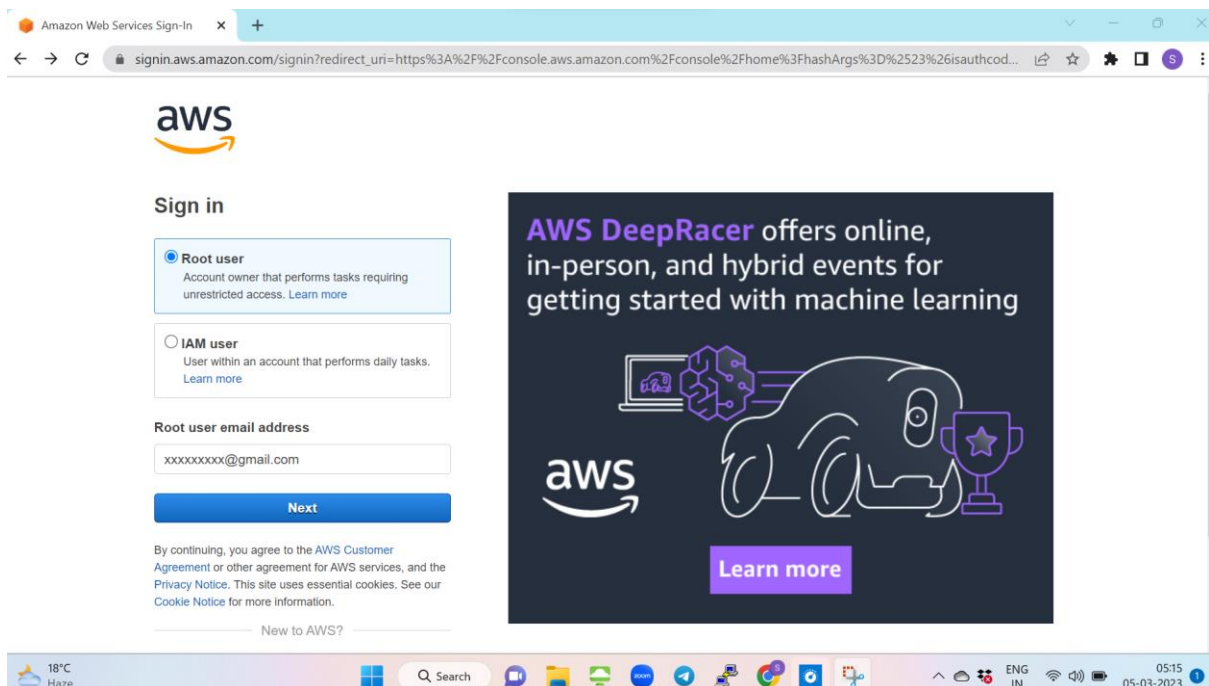 Amazon Web Services Sign-In
signin.aws.amazon.com/signin?redirect_uri=https%3A%2F%2Fconsole.aws.amazon.com%2Fconsole%2Fhome%3FhashArgs%3D%2523%26isauthcod...
S
aws
Sign in
Root user
Account owner that performs tasks requiring
unrestricted access. Learn more
IAM user
User within an account that performs daily tasks.
Learn more
Root user email address
xxxxxxxxx@gmail.com
Next
By continuing, you agree to the AWS Customer
Agreement or other agreement for AWS services, and the
Privacy Notice. This site uses essential cookies. See our
Cookie Notice for more information.
New to AWS?
AWS DeepRacer offers online,
in-person, and hybrid events for
getting started with machine learning
aws
Learn more
18°C
Haze
Search
zoom
S
ENG
IN
05:15
05-03-2023
1